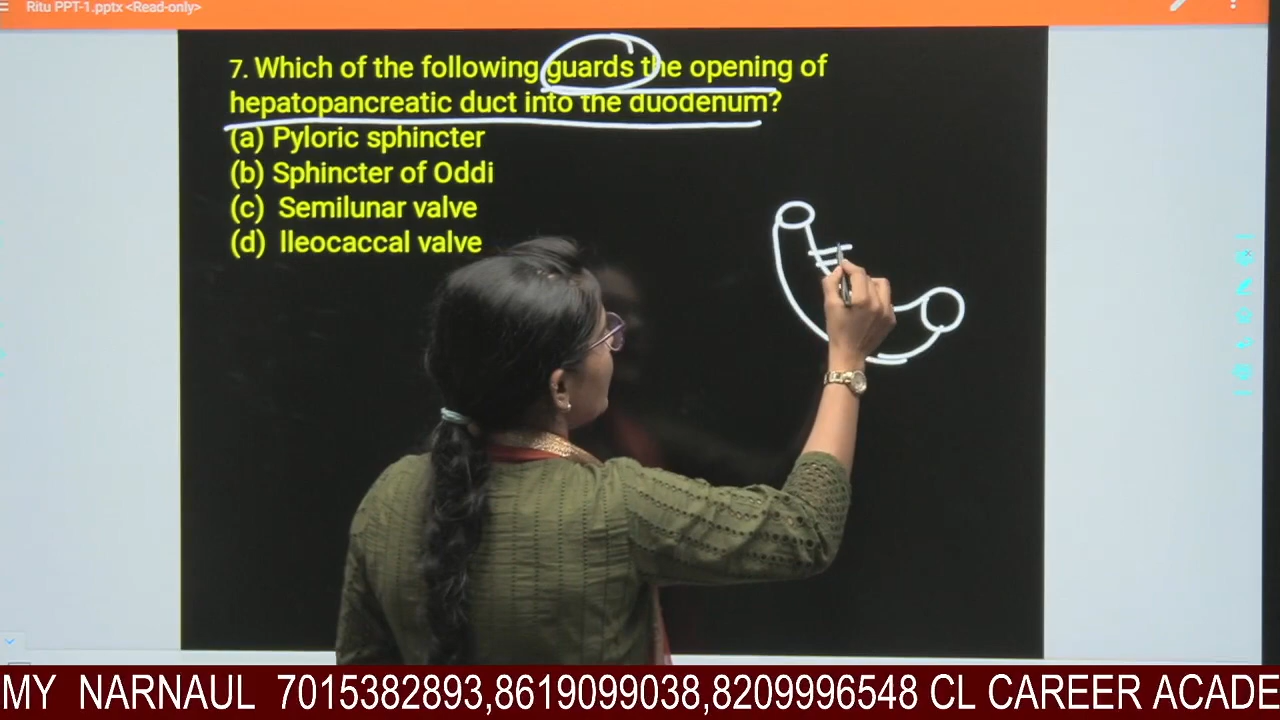 Ritu PPT-1.pptx <Read-only>
7. Which of the following guards the opening of
hepatopancreatic duct into the duodenum?
(a) Pyloric sphincter
(b) Sphincter of Oddi
(c) Semilunar valve
(d) Ileocaccal valve
MY NARNAUL 7015382893,8619099038,8209996548 CL CAREER ACADE